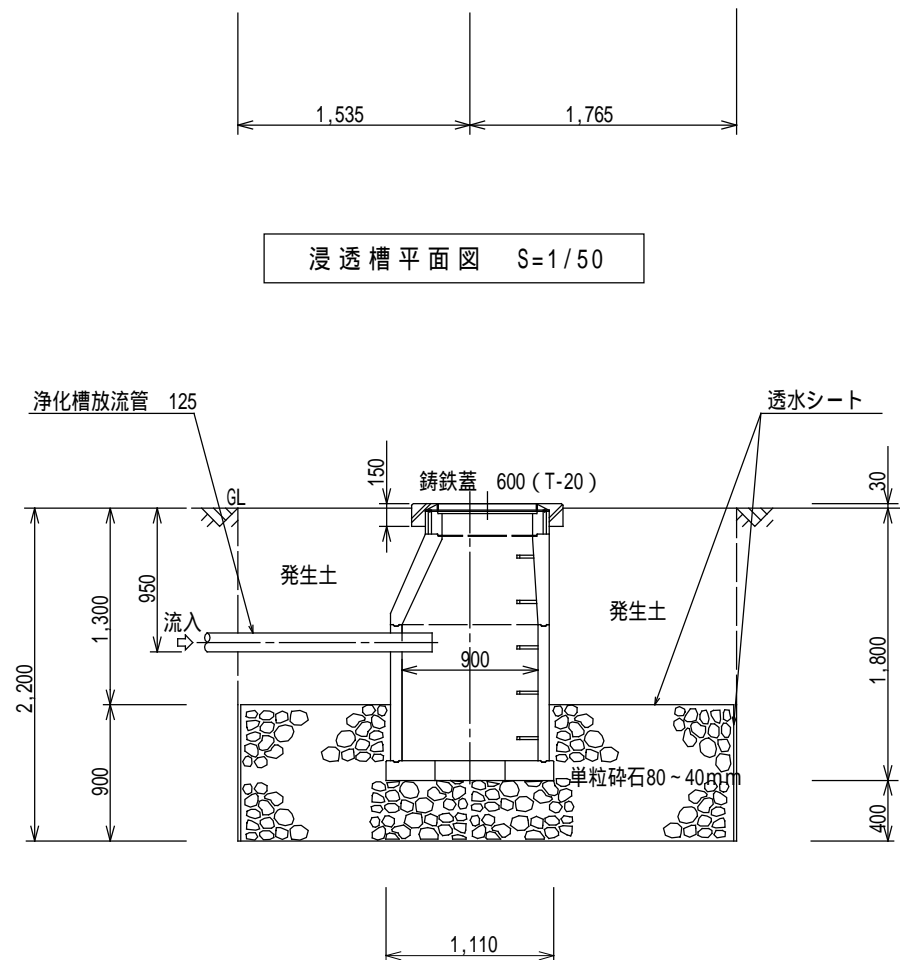 1,535
1,765
浸透槽平面図 S=1/50
浄化槽放流管 125
透水シート
150
鋳鉄蓋 600（T-20）
30
GL
発生土
発生土
950
1,300
流入
900
1,800
2,200
900
単粒砕石80～40mm
400
1,110